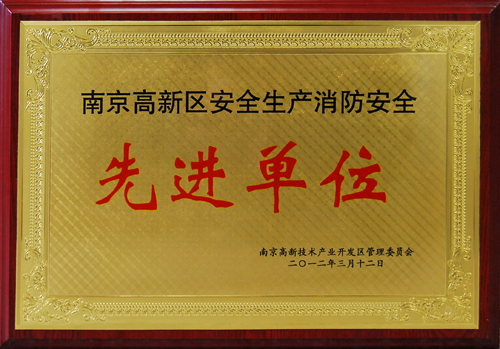 南京高新区安全生产消防安全
先进单位
南京高新技术产业开发区管理委员会
二〇一二年三月十二日